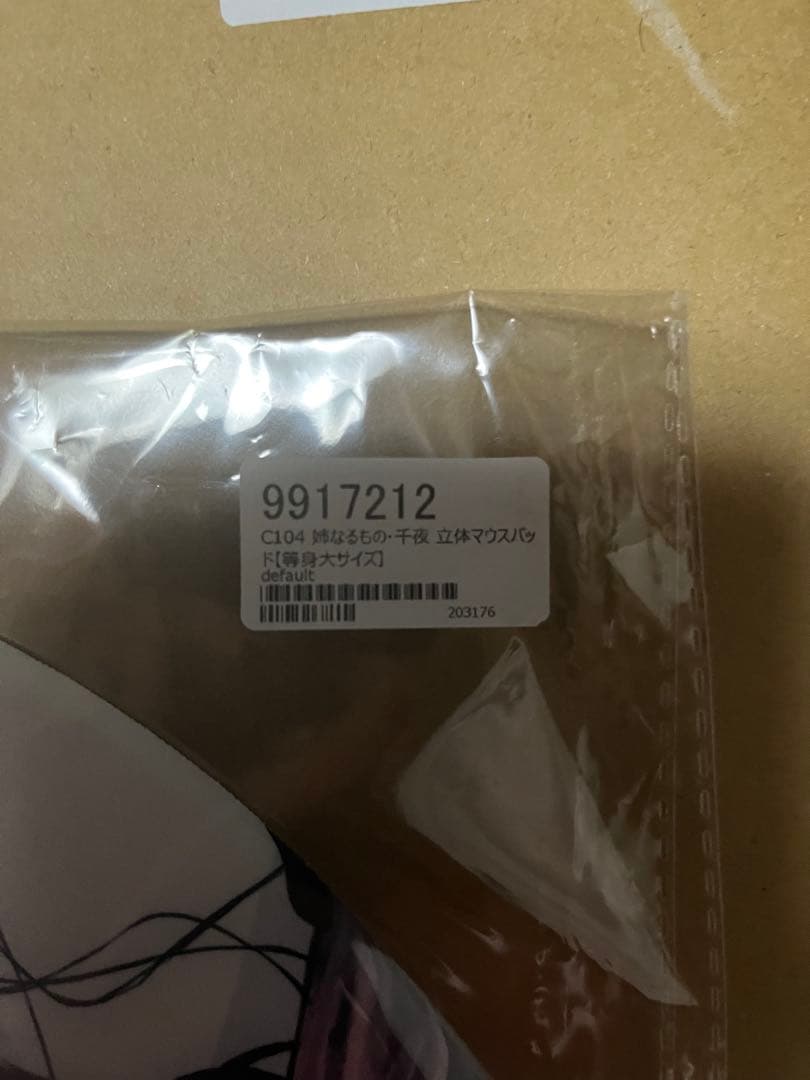 9917212
C104 姉なるもの・千夜 立体マウスパッ
ド【等身大サイズ】
default
203176